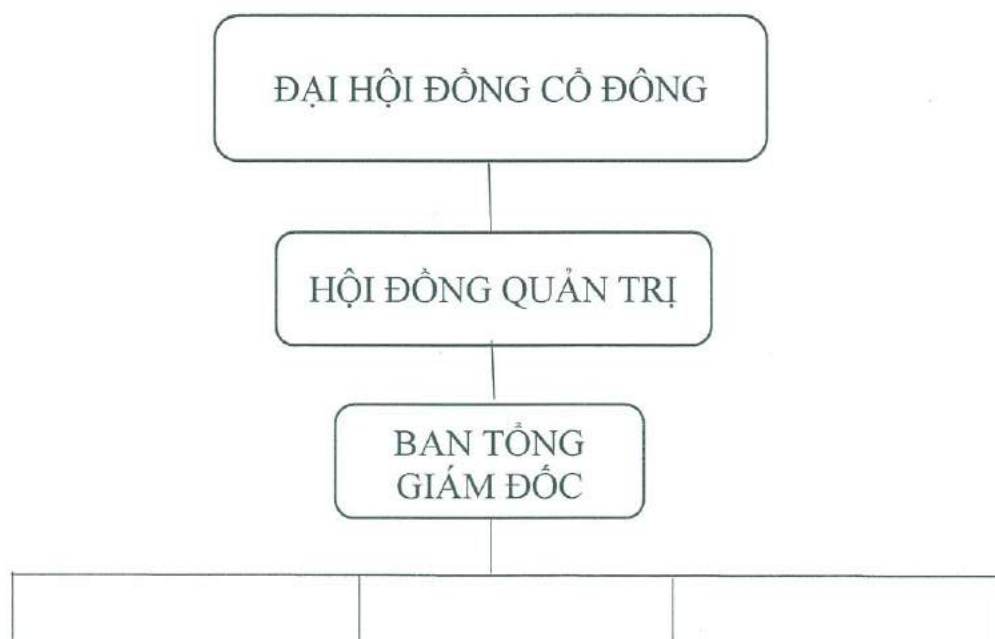 ĐẠI HỘI ĐỒNG CỔ ĐÔNG
HỘI ĐỒNG QUẢN TRỊ
BAN TỔNG
GIÁM ĐỐC